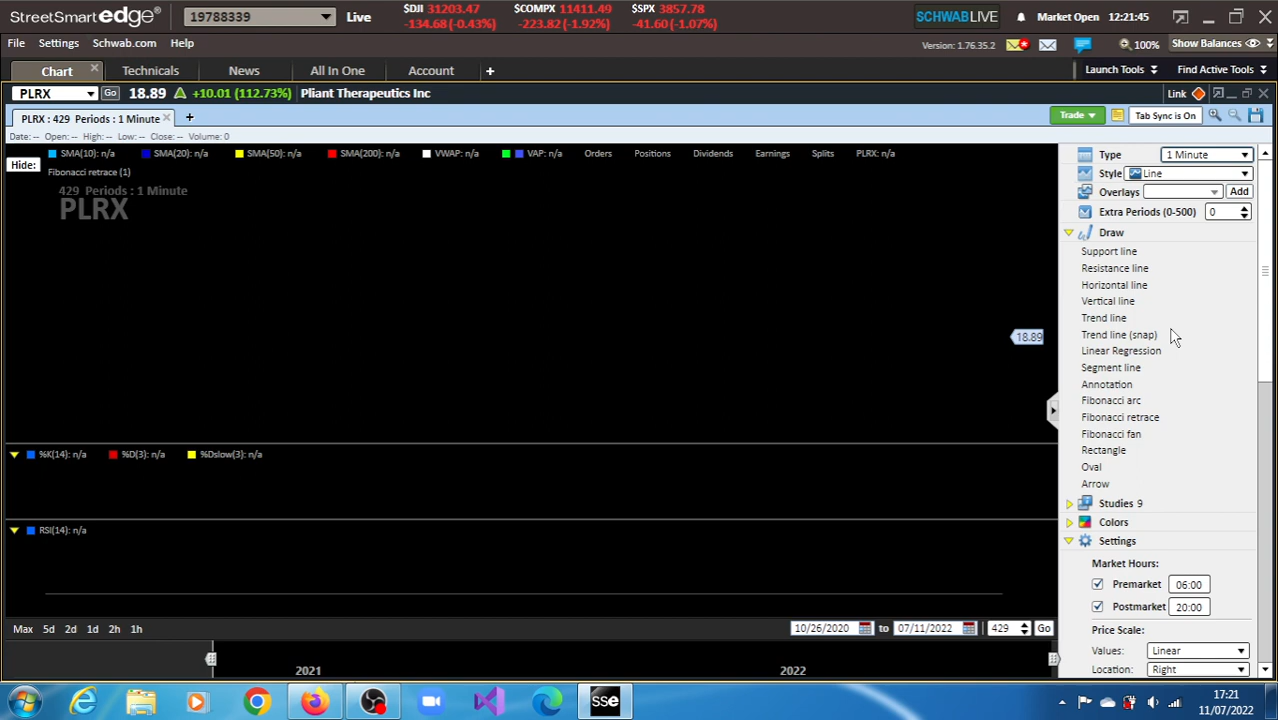 StreetSmart edge® 19788339 Live $DJI 31203.47 $COMPX 11411.49 $SPX 3857.78 SCHWABLIVE Market Open 12:21:45
-134.68 (-0.43%) -223.82 (-1.92%) -41.60 (-1.07%)
File Settings Schwab.com Help Version: 1.76.35.2 100% Show Balances
Chart Technicals News All In One Account Launch Tools Find Active Tools
PLRX Go 18.89 +10.01 (112.73%) Pliant Therapeutics Inc Link
PLRX : 429 Periods : 1 Minute Trade Tab Sync is On
Date: -- Open: -- High: -- Low: -- Close: -- Volume: 0
SMA(10): n/a SMA(20): n/a SMA(50): n/a SMA(200): n/a VWAP: n/a VAP: n/a Orders Positions Dividends Earnings Splits PLRX: n/a
Hide:
Fibonacci retrace (1)
429 Periods : 1 Minute
PLRX
18.89
%K(14): n/a %D(3): n/a %Dslow(3): n/a
RSI(14): n/a
Max 5d 2d 1d 2h 1h 10/26/2020 to 07/11/2022 429 Go
2021 2022
Type 1 Minute
Style Line
Overlays Add
Extra Periods (0-500) 0
Draw
Support line
Resistance line
Horizontal line
Vertical line
Trend line
Trend line (snap)
Linear Regression
Segment line
Annotation
Fibonacci arc
Fibonacci retrace
Fibonacci fan
Rectangle
Oval
Arrow
Studies 9
Colors
Settings
Market Hours:
Premarket 06:00
Postmarket 20:00
Price Scale:
Values: Linear
Location: Right
sse
17:21
11/07/2022